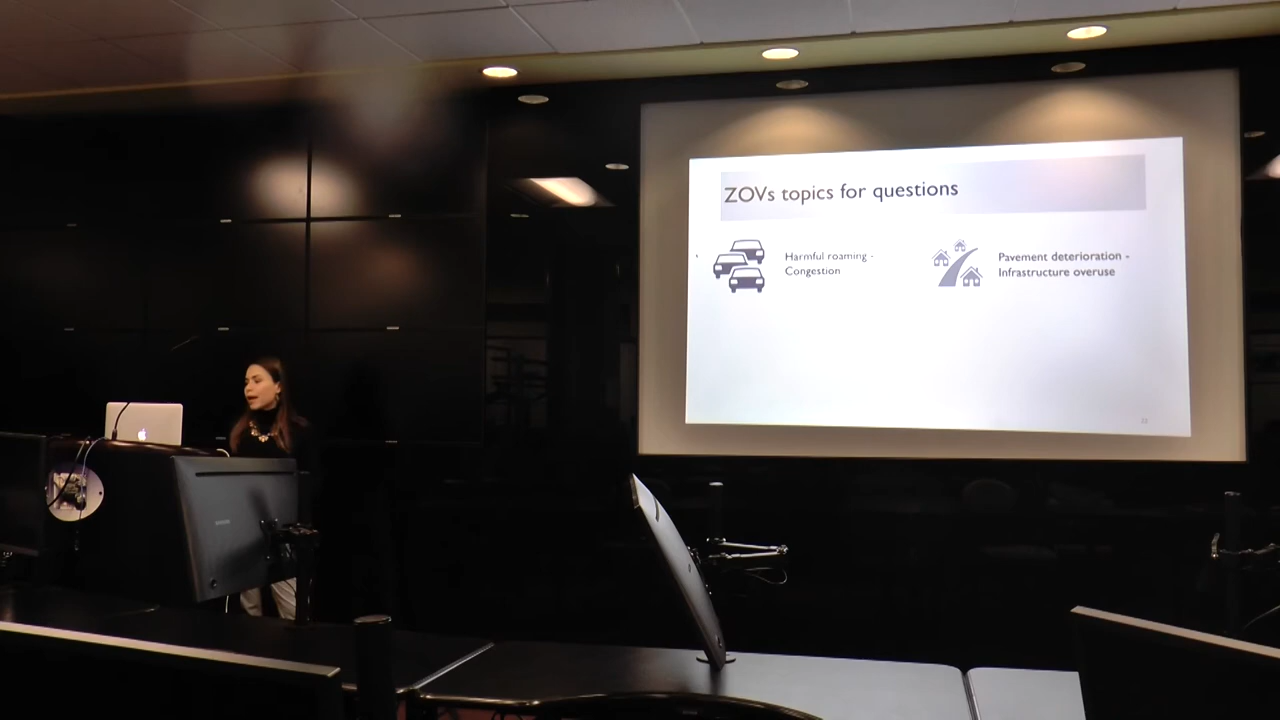 ZOVs topics for questions
Harmful roaming -
Congestion
Pavement deterioration -
Infrastructure overuse